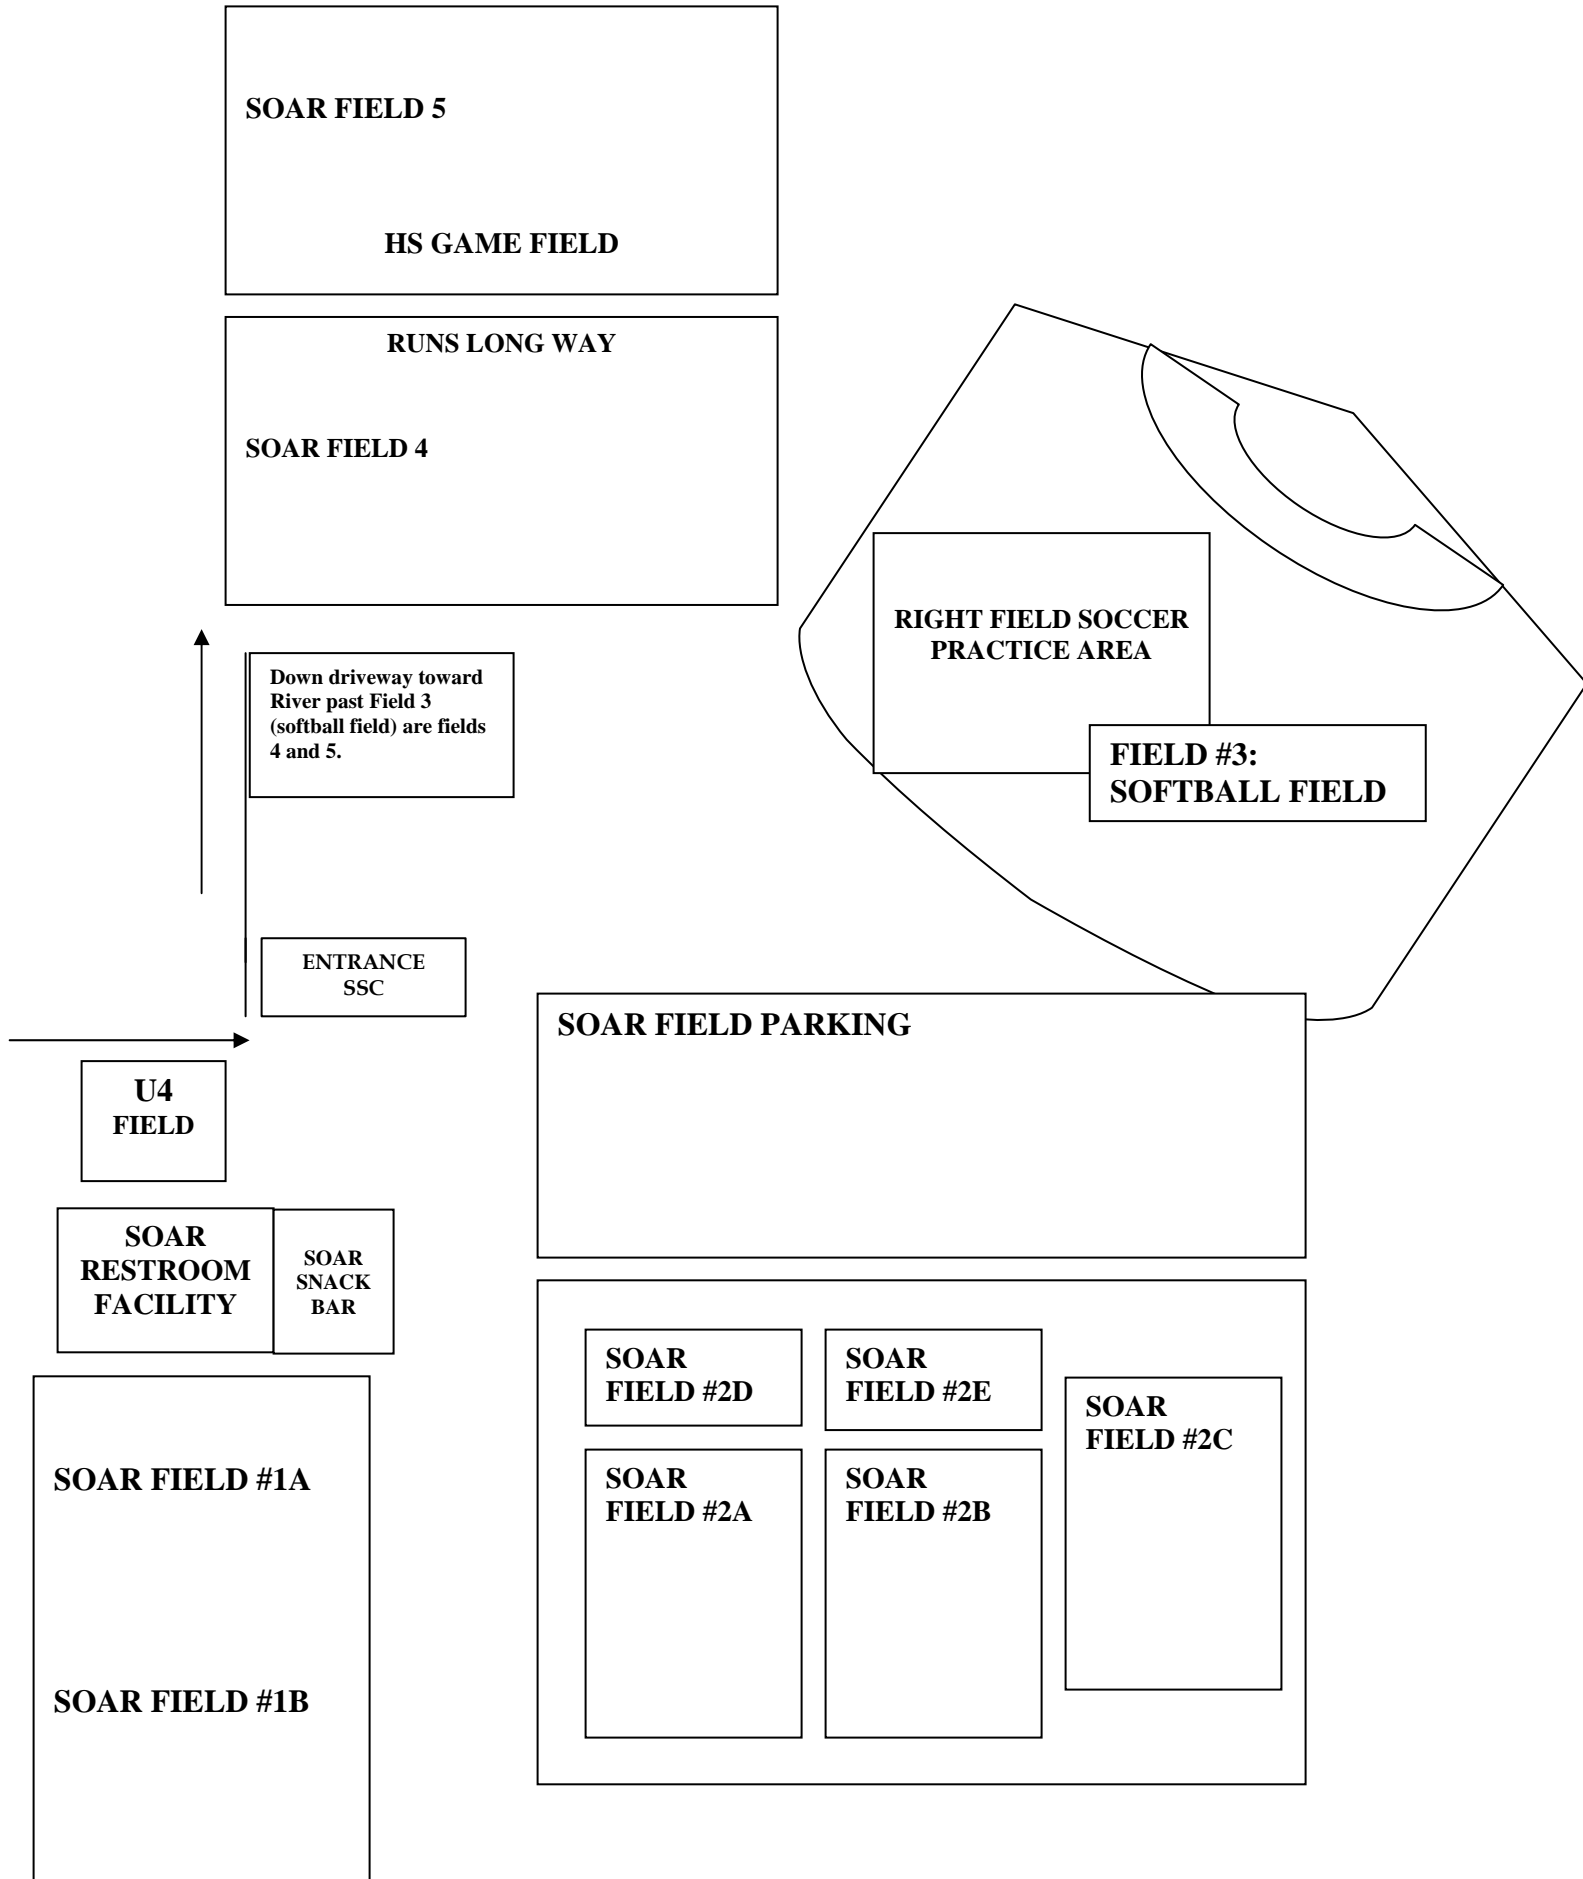 SOAR FIELD 5
HS GAME FIELD
RUNS LONG WAY
SOAR FIELD 4
RIGHT FIELD SOCCER
PRACTICE AREA
Down driveway toward
River past Field 3
(softball field) are fields
4 and 5.
FIELD #3:
SOFTBALL FIELD
ENTRANCE
SSC
SOAR FIELD PARKING
U4
FIELD
SOAR
RESTROOM
FACILITY
SOAR
SNACK
BAR
SOAR
FIELD #2D
SOAR
FIELD #2E
SOAR
FIELD #2C
SOAR FIELD #1A
SOAR
FIELD #2A
SOAR
FIELD #2B
SOAR FIELD #1B